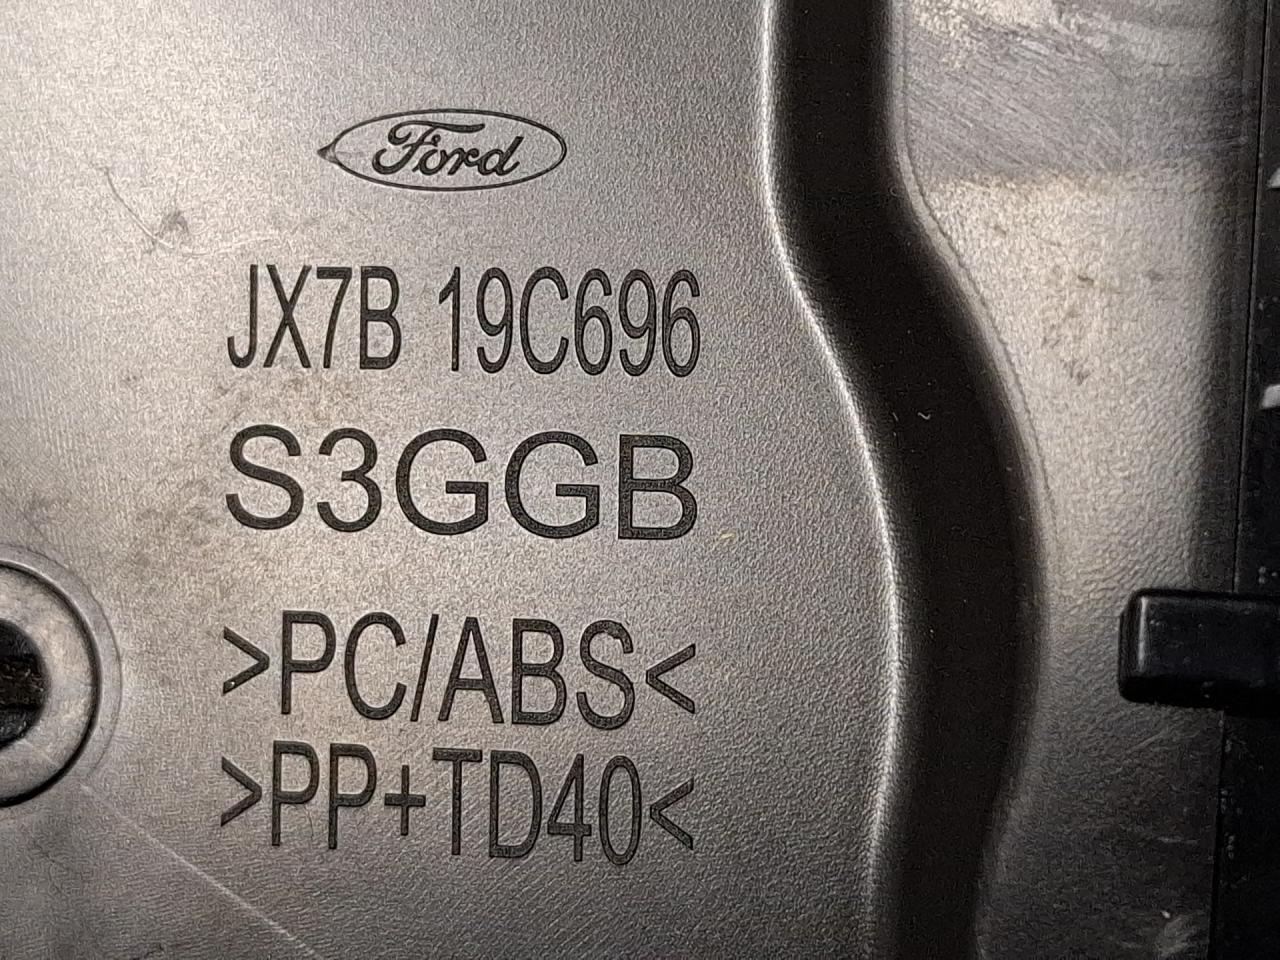 Ford
JX7B 19C696
S3GGB
>PC/ABS<
>PP+TD40<